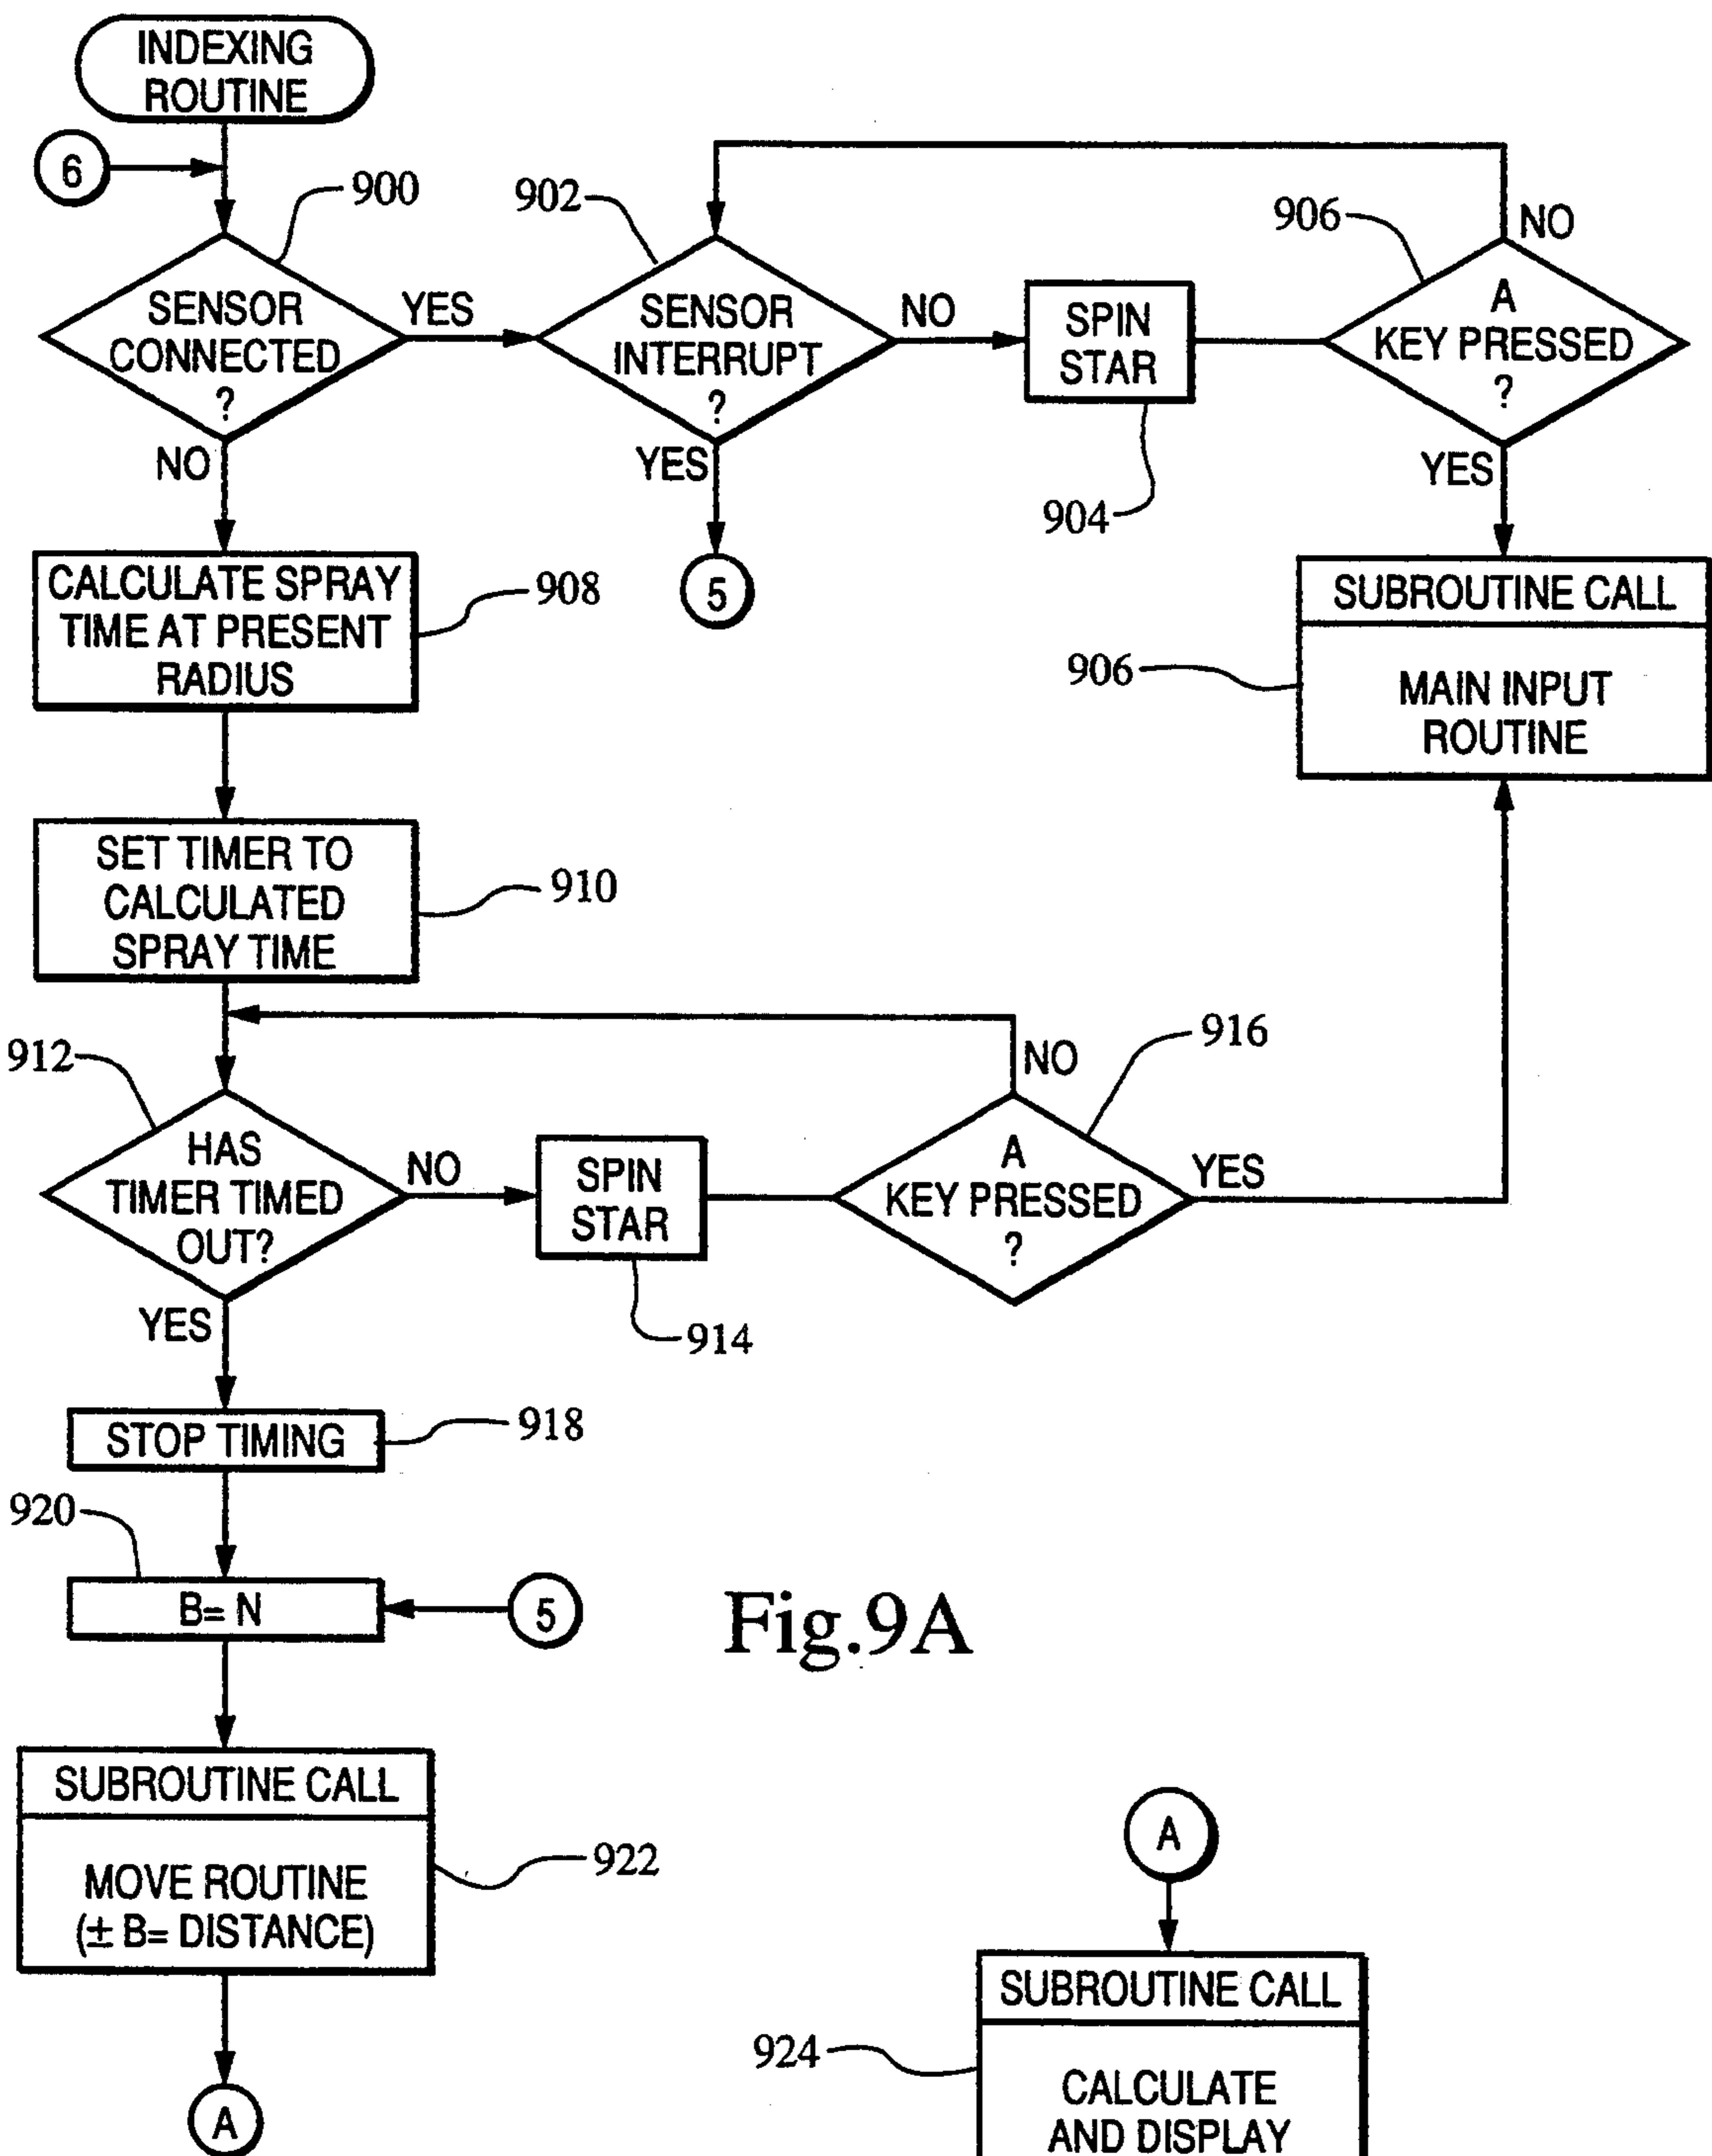 INDEXING
ROUTINE
6
900
902
906
NO
SENSOR
CONNECTED
?
YES
SENSOR
INTERRUPT
?
NO
SPIN
STAR
A
KEY PRESSED
?
NO
YES
904
YES
5
CALCULATE SPRAY
TIME AT PRESENT
RADIUS
908
SUBROUTINE CALL
906
MAIN INPUT
ROUTINE
SET TIMER TO
CALCULATED
SPRAY TIME
910
912
916
NO
HAS
TIMER TIMED
OUT?
NO
SPIN
STAR
A
KEY PRESSED
?
YES
YES
914
STOP TIMING
918
920
B= N
5
Fig.9A
SUBROUTINE CALL
MOVE ROUTINE
(± B= DISTANCE)
922
A
A
SUBROUTINE CALL
924
CALCULATE
AND DISPLAY